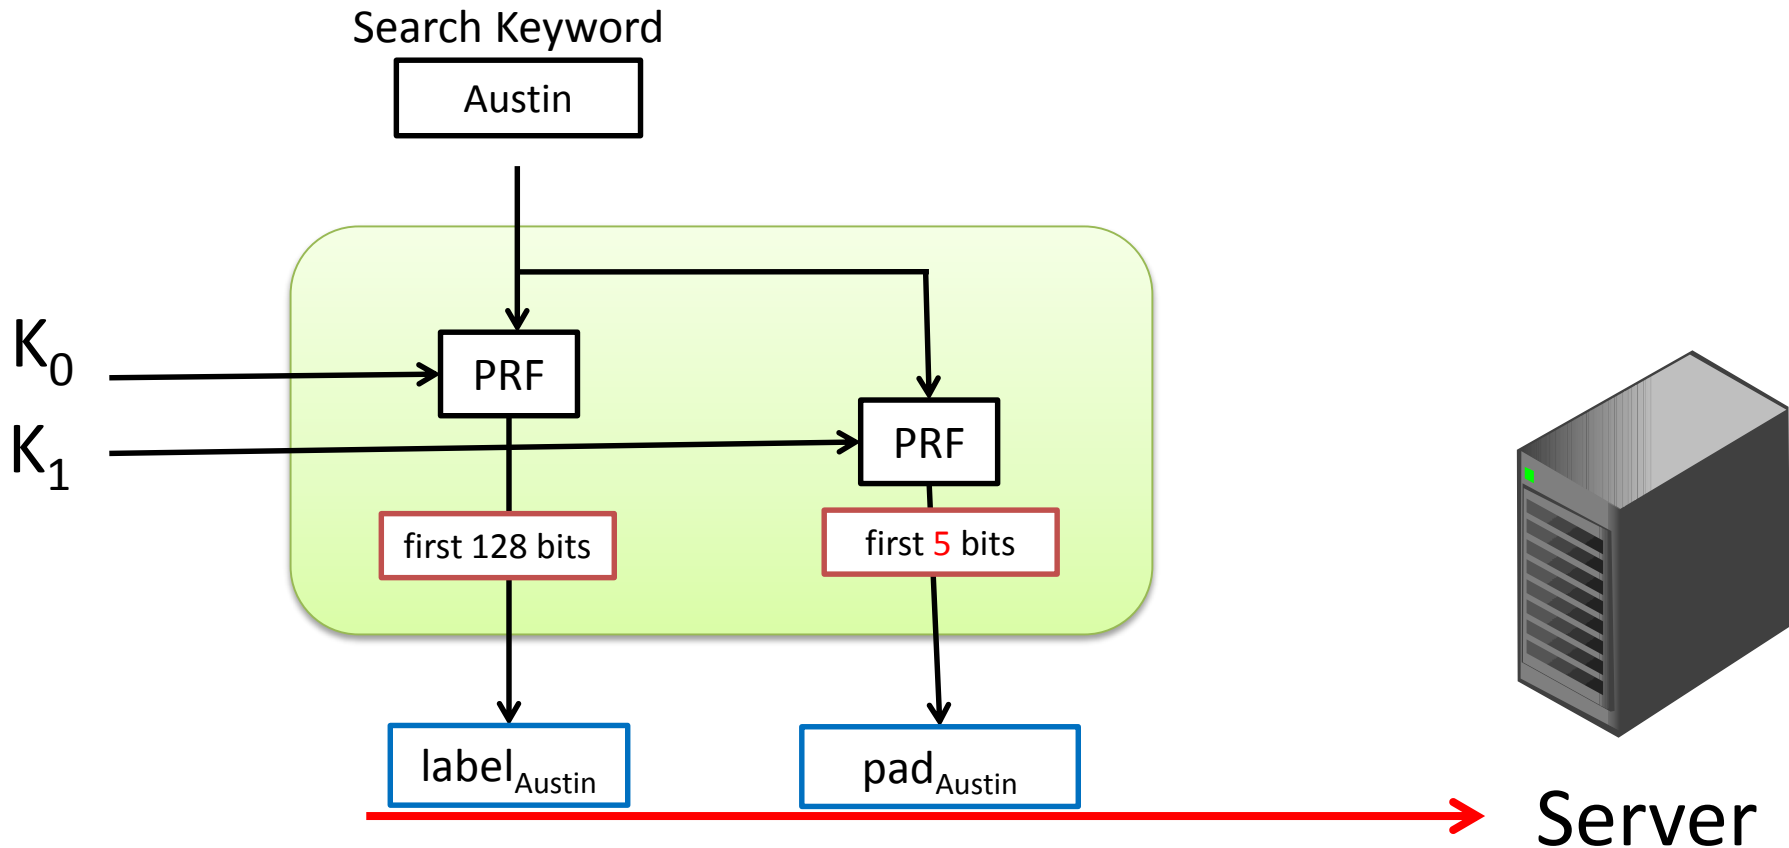 Search Keyword
Austin
K0
PRF
K1
PRF
first 128 bits
first 5 bits
labelAustin
padAustin
Server